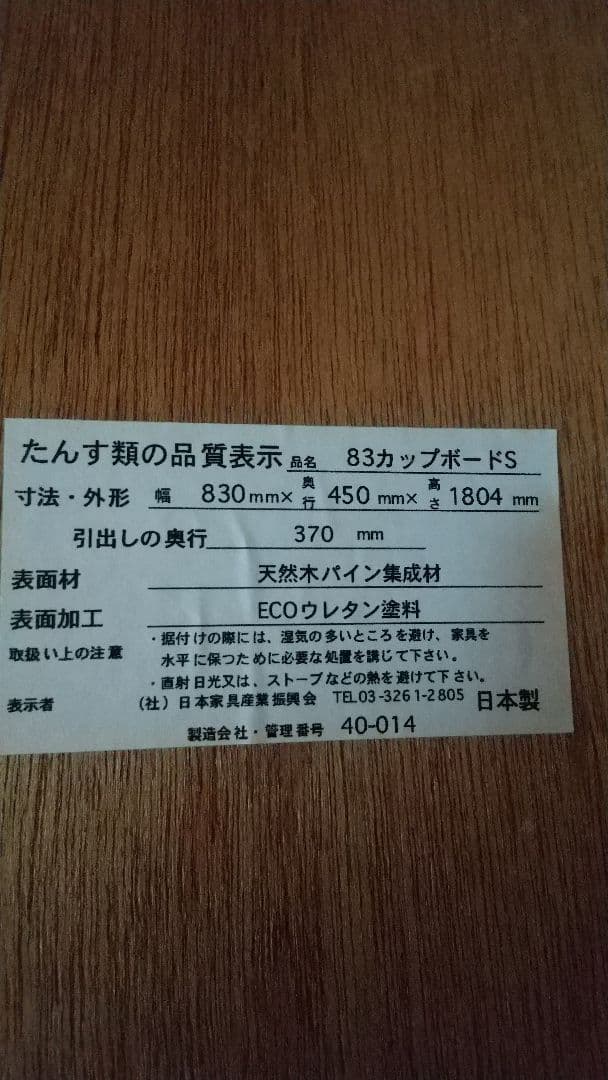 たんす類の品質表示 品名 83カップボードS
寸法・外形 幅 830mm× 奥行 450mm× 高さ 1804mm
引出しの奥行 370 mm
表面材 天然木パイン集成材
表面加工 ECOウレタン塗料
取扱い上の注意 ・据付けの際には、湿気の多いところを避け、家具を
水平に保つために必要な処置を講じて下さい。
・直射日光又は、ストーブなどの熱を避けて下さい。
表示者 （社）日本家具産業振興会 TEL03-3261-2805 日本製
製造会社・管理番号 40-014